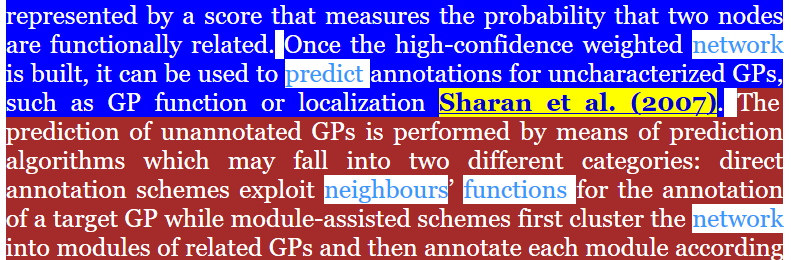 represented by a score that measures the probability that two nodes
are functionally related. Once the high-confidence weighted network
is built, it can be used to predict annotations for uncharacterized GPs,
such as GP function or localization Sharan et al. (2007). The
prediction of unannotated GPs is performed by means of prediction
algorithms which may fall into two different categories: direct
annotation schemes exploit neighbours’ functions for the annotation
of a target GP while module-assisted schemes first cluster the network
into modules of related GPs and then annotate each module according